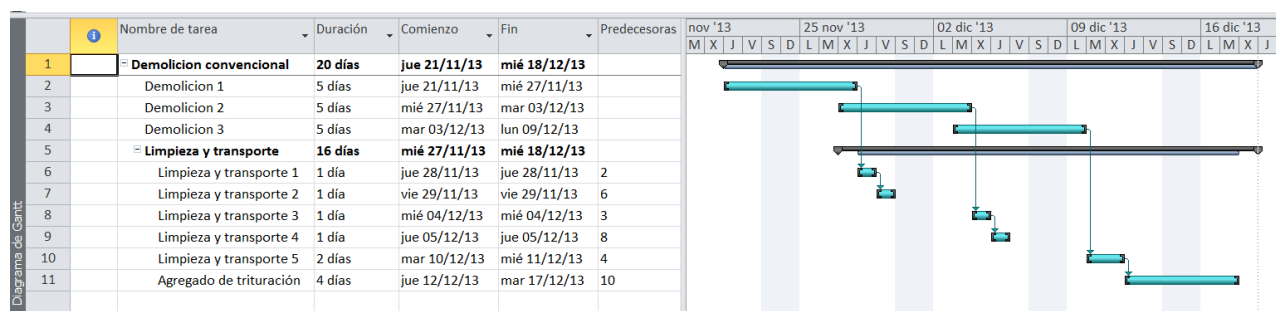 Nombre de tarea Duración Comienzo Fin Predecesoras nov '13 25 nov '13 02 dic '13 09 dic '13 16 dic '13
M X J V S D L M X J V S D L M X J V S D L M X J V S D L M X J
1 Demolicion convencional 20 días jue 21/11/13 mié 18/12/13
2 Demolicion 1 5 días jue 21/11/13 mié 27/11/13
3 Demolicion 2 5 días mié 27/11/13 mar 03/12/13
4 Demolicion 3 5 días mar 03/12/13 lun 09/12/13
5 Limpieza y transporte 16 días mié 27/11/13 mié 18/12/13
6 Limpieza y transporte 1 1 día jue 28/11/13 jue 28/11/13 2
7 Limpieza y transporte 2 1 día vie 29/11/13 vie 29/11/13 6
8 Limpieza y transporte 3 1 día mié 04/12/13 mié 04/12/13 3
9 Limpieza y transporte 4 1 día jue 05/12/13 jue 05/12/13 8
10 Limpieza y transporte 5 2 días mar 10/12/13 mié 11/12/13 4
11 Agregado de trituración 4 días jue 12/12/13 mar 17/12/13 10
Diagrama de Gantt